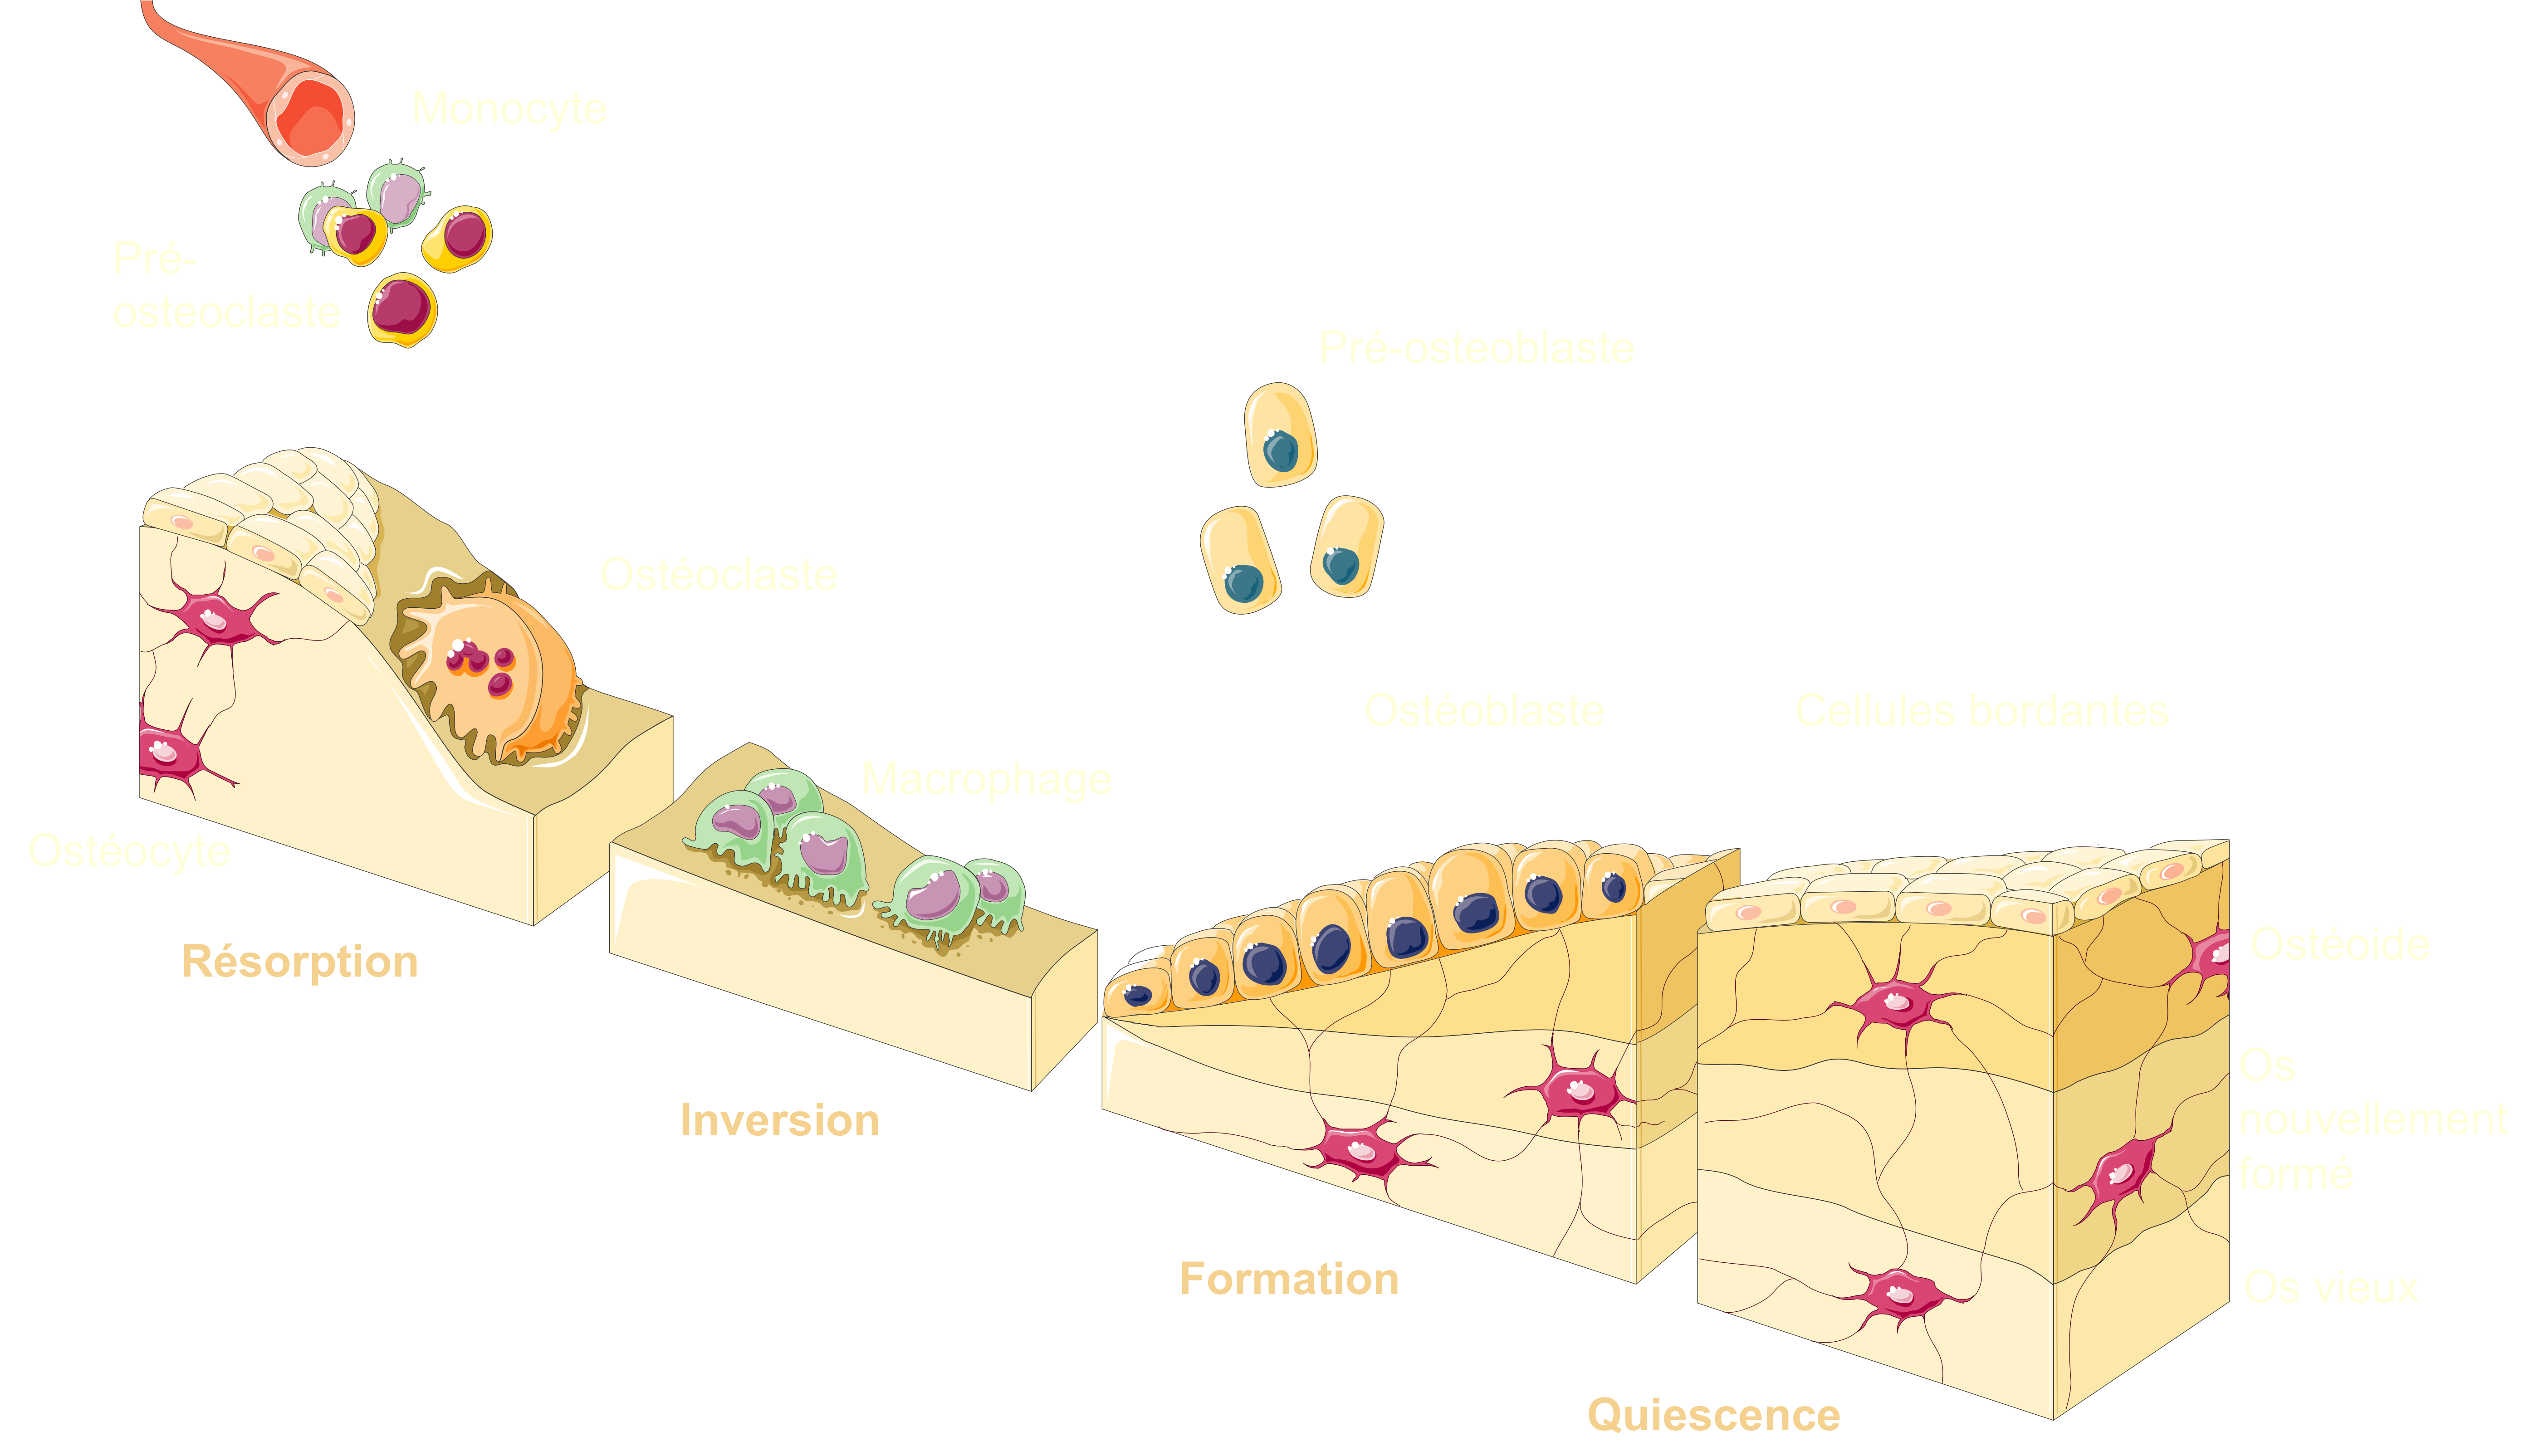 Monocyte
Pré-
osteoclaste
Pré-osteoblaste
Ostéoclaste
Ostéoblaste
Cellules bordantes
Macrophage
Ostéocyte
Résorption
Ostéoide
Os
nouvellement
formé
Inversion
Formation
Os vieux
Quiescence